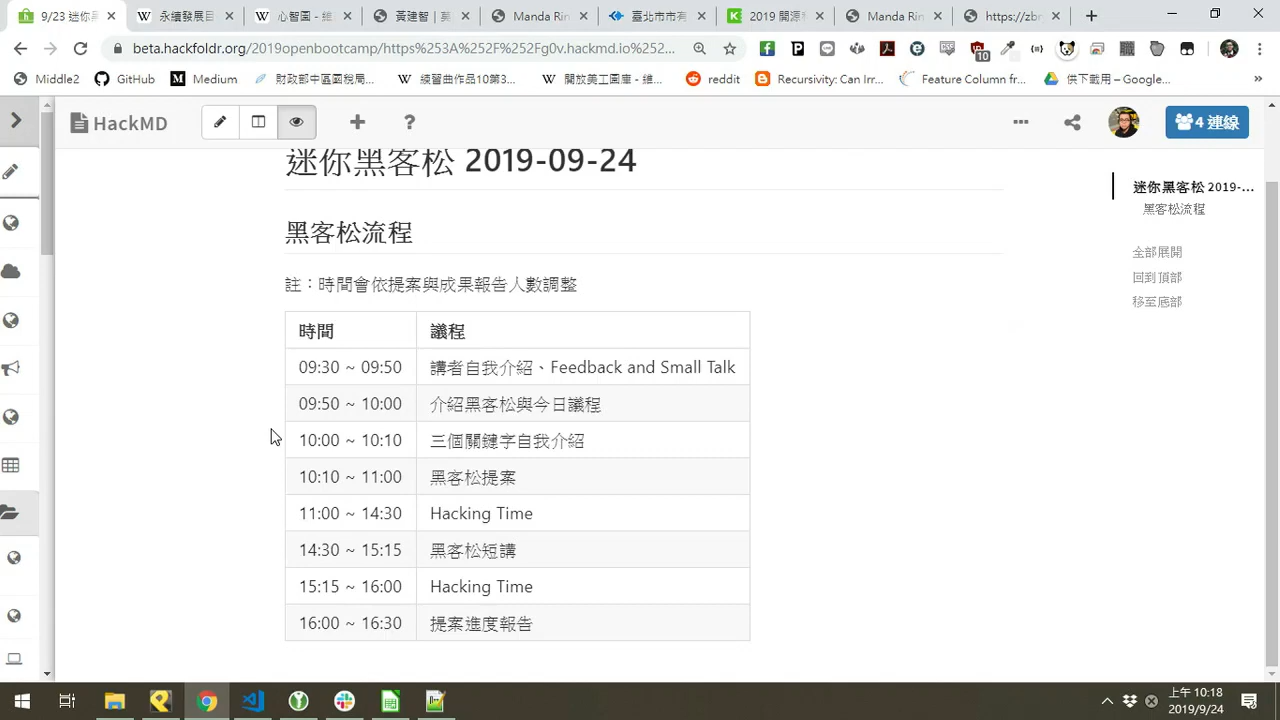 9/23 迷你黑
永續發展目
心智圖 - 維
黃建智 | 莫
Manda Rin
臺北市市有
2019 開源
Manda Rin
https://zbr
beta.hackfoldr.org/2019openbootcamp/https%253A%252F%252Fg0v.hackmd.io%252...
10
Middle2
GitHub
Medium
財政部中區國稅局...
練習曲作品10第3...
開放美工圖庫 - 維...
reddit
Recursivity: Can Irr...
Feature Column fr...
供下載用 – Google...
HackMD
4 連線
迷你黑客松 2019-09-24
黑客松流程
註：時間會依提案與成果報告人數調整
時間 議程
09:30 ~ 09:50 講者自我介紹、Feedback and Small Talk
09:50 ~ 10:00 介紹黑客松與今日議程
10:00 ~ 10:10 三個關鍵字自我介紹
10:10 ~ 11:00 黑客松提案
11:00 ~ 14:30 Hacking Time
14:30 ~ 15:15 黑客松短講
15:15 ~ 16:00 Hacking Time
16:00 ~ 16:30 提案進度報告
迷你黑客松 2019-...
黑客松流程
全部展開
回到頂部
移至底部
上午 10:18
2019/9/24